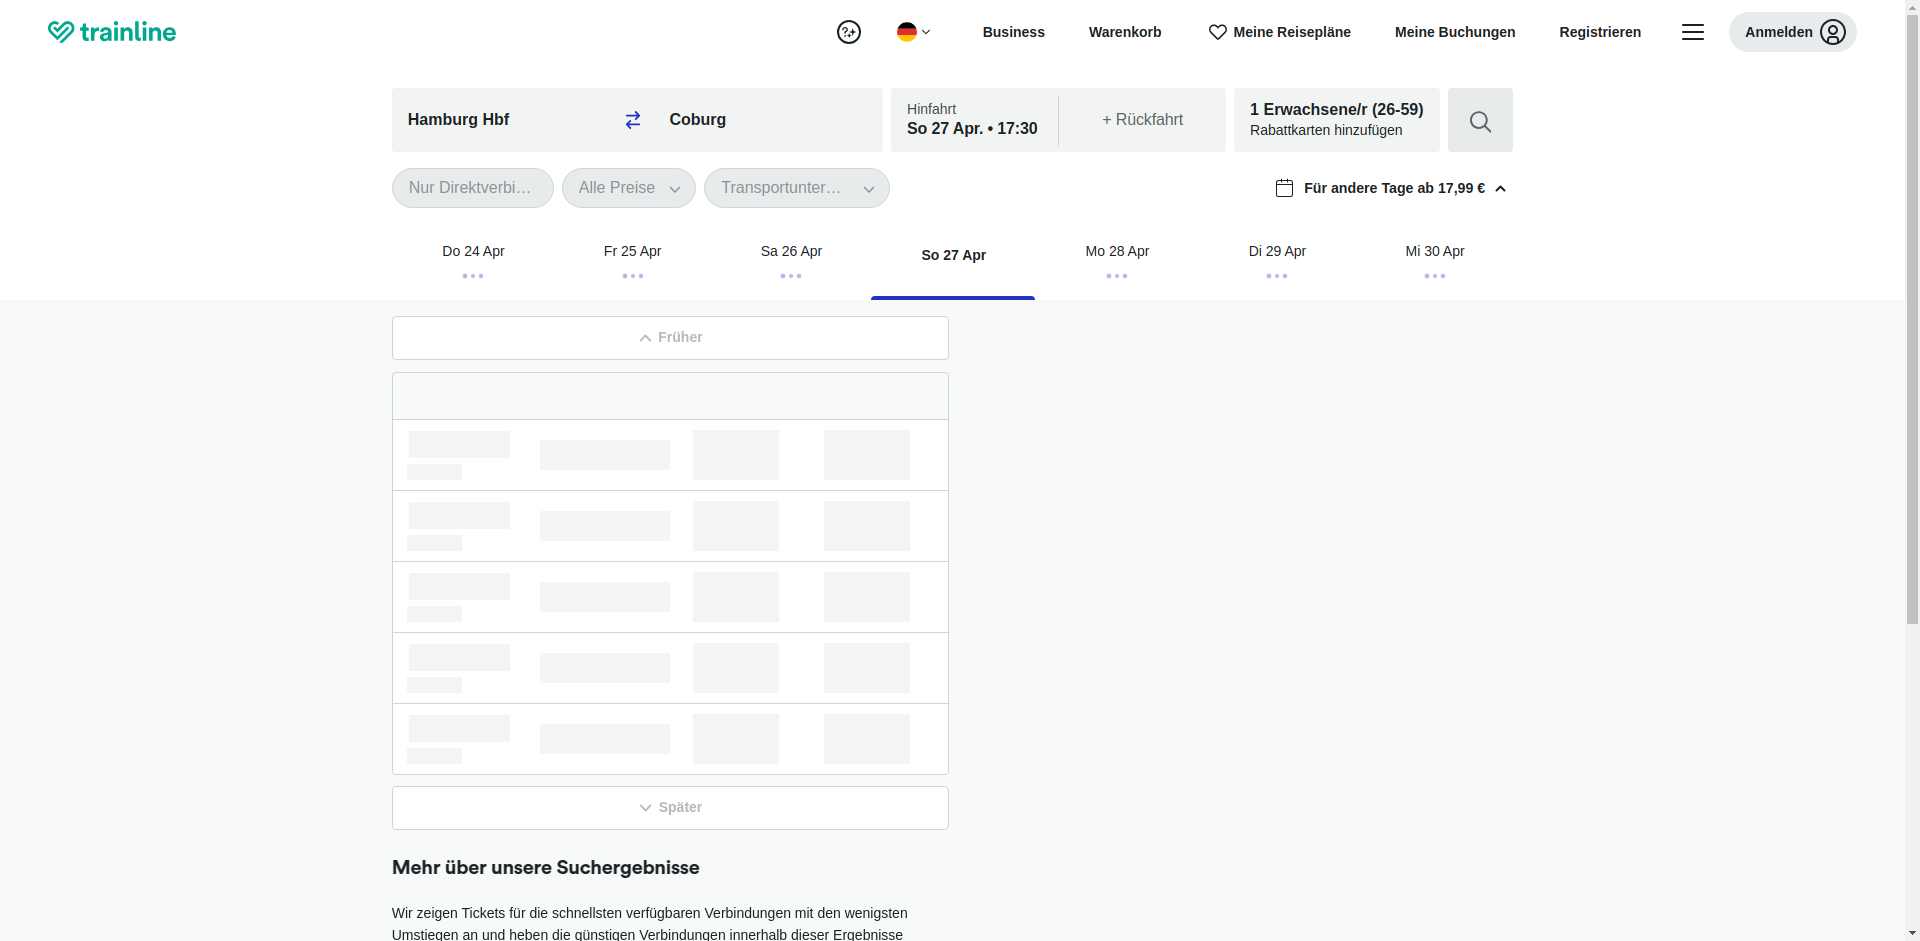 trainline
Business
Warenkorb
Meine Reisepläne
Meine Buchungen
Registrieren
Anmelden
Hamburg Hbf
Coburg
Hinfahrt
So 27 Apr. • 17:30
+ Rückfahrt
1 Erwachsene/r (26-59)
Rabattkarten hinzufügen
Nur Direktverbi…
Alle Preise
Transportunter…
Für andere Tage ab 17,99 €
Do 24 Apr
Fr 25 Apr
Sa 26 Apr
So 27 Apr
Mo 28 Apr
Di 29 Apr
Mi 30 Apr
Früher
Später
Mehr über unsere Suchergebnisse
Wir zeigen Tickets für die schnellsten verfügbaren Verbindungen mit den wenigsten
Umstiegen an und heben die günstigen Verbindungen innerhalb dieser Ergebnisse